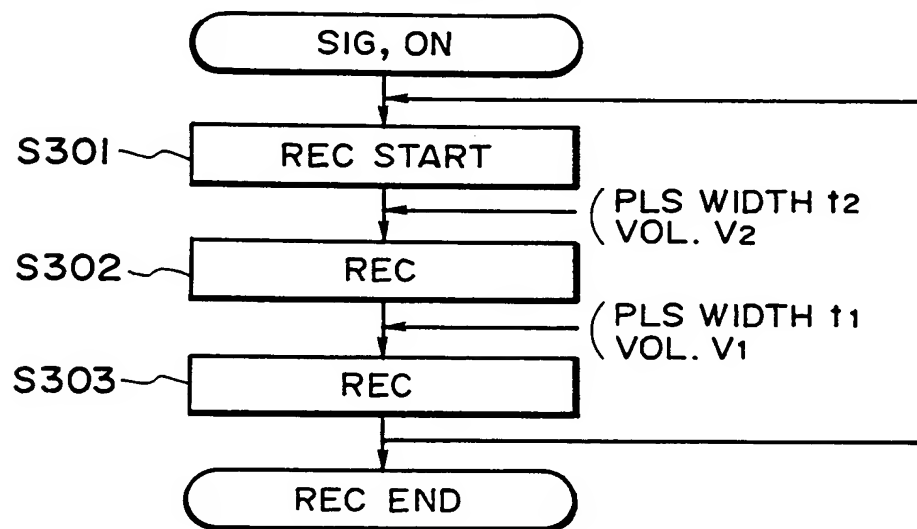 SIG, ON
S301
REC START
PLS WIDTH t2
VOL. V2
S302
REC
PLS WIDTH t1
VOL. V1
S303
REC
REC END